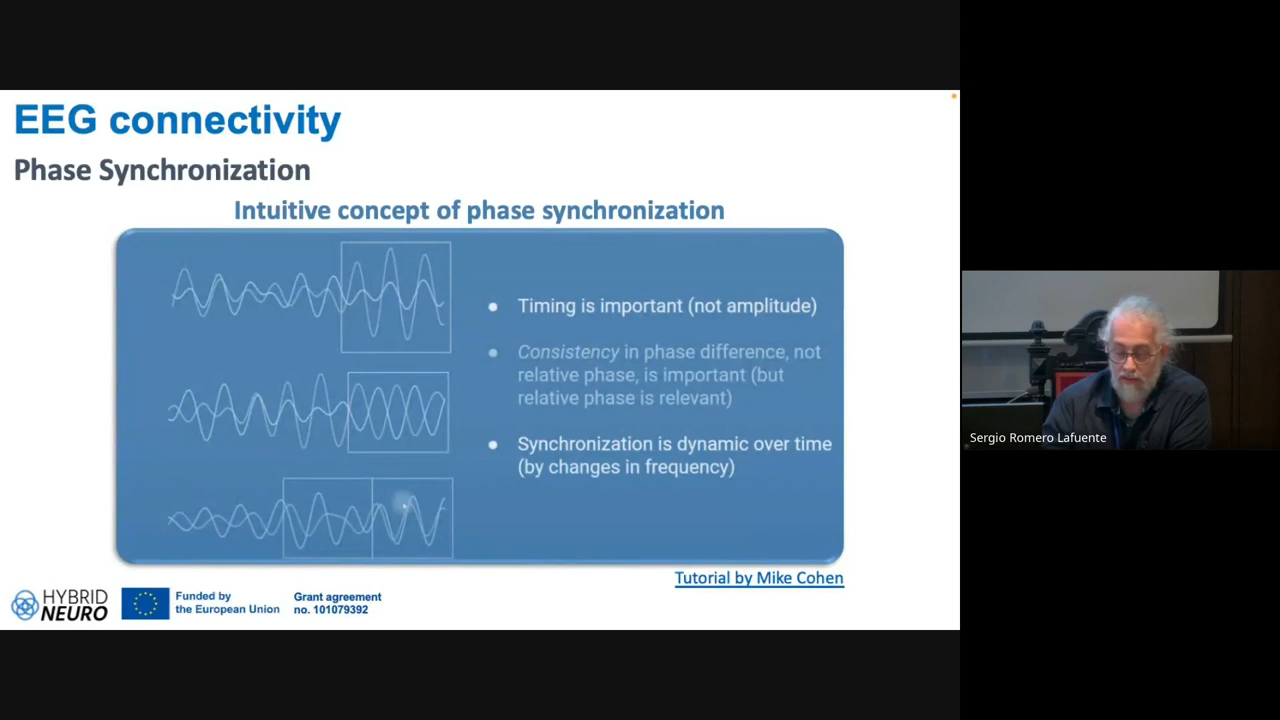 EEG connectivity
Phase Synchronization
Intuitive concept of phase synchronization
Timing is important (not amplitude)
Consistency in phase difference, not
relative phase, is important (but
relative phase is relevant)
Synchronization is dynamic over time
(by changes in frequency)
Tutorial by Mike Cohen
HYBRID
NEURO
Funded by
the European Union
Grant agreement
no. 101079392
Sergio Romero Lafuente